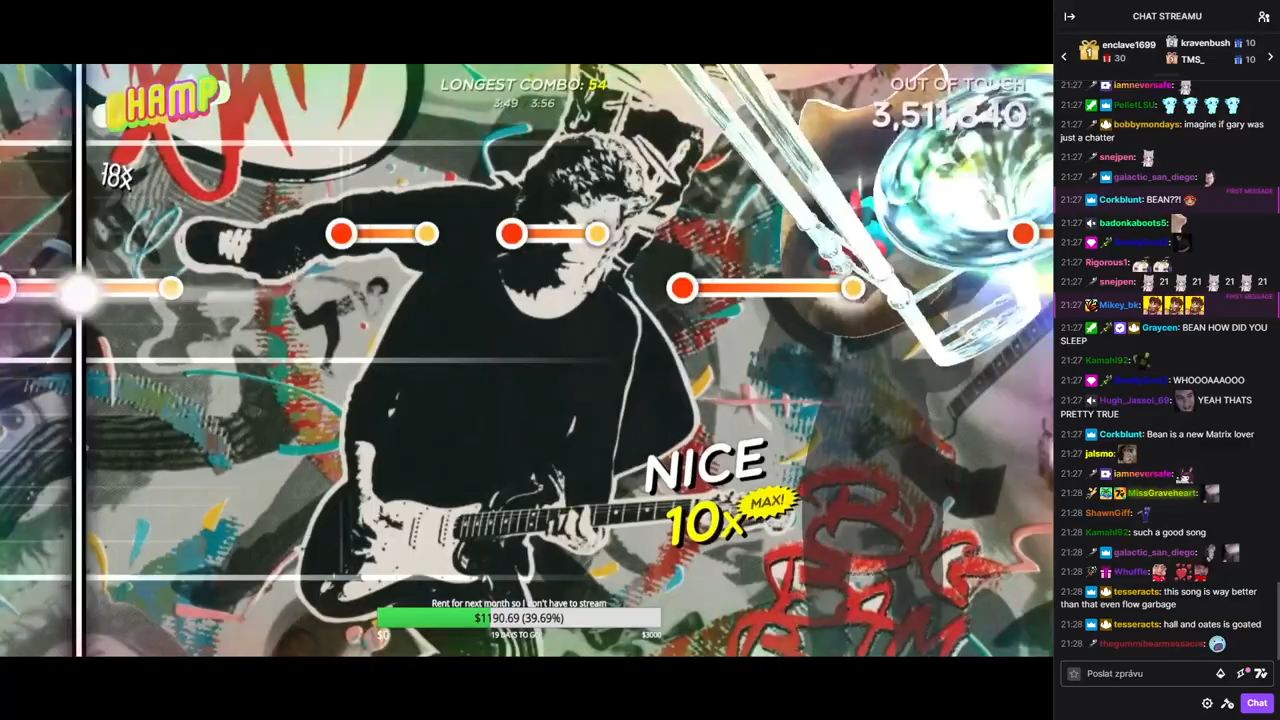 CHAMP
LONGEST COMBO: 54
3:49 3:56
OUT OF TOUCH
3,511,340
18X
NICE
10X
MAX!
Rent for next month so I don't have to stream
$1190.69 (39.69%)
$0
19 DAYS TO GO
$3000
CHAT STREAMU
enclave1699
30
kravenbush 10
TMS_ 10
21:27 iamneversafe:
21:27 PelletLSU:
21:27 bobbymondays: imagine if gary was
just a chatter
21:27 snejpen:
21:27 galactic_san_diego:
FIRST MESSAGE
21:27 Corkblunt: BEAN??!
21:27 badonkaboots5:
21:27
21:27 Rigorous1:
21:27 snejpen: 21 21 21 21
FIRST MESSAGE
21:27 Mikey_bk:
21:27 Graycen: BEAN HOW DID YOU
SLEEP
21:27 Kamahl92:
21:27 WHOOOAAAOOO
21:27 Hugh_Jassol_69: YEAH THATS
PRETTY TRUE
21:27 Corkblunt: Bean is a new Matrix lover
21:27 jalsmo:
21:27 iamneversafe:
21:28 MissGraveheart:
21:28 ShawnGiff:
21:28 Kamahl92: such a good song
21:28 galactic_san_diego:
21:28 Whuffle:
21:28 tesseracts: this song is way better
than that even flow garbage
21:28 tesseracts: hall and oates is goated
21:28 thegummibearmassacre:
Poslat zprávu
Chat